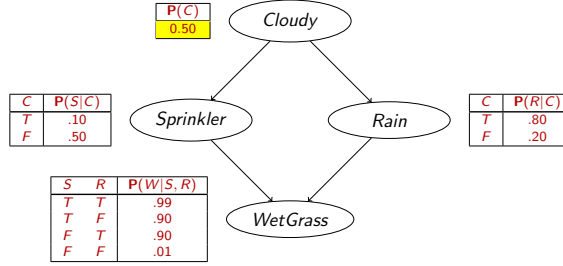 P(C)
0.50
Cloudy
C P(S|C)
T .10
F .50
Sprinkler
Rain
C P(R|C)
T .80
F .20
S R P(W|S, R)
T T .99
T F .90
F T .90
F F .01
WetGrass